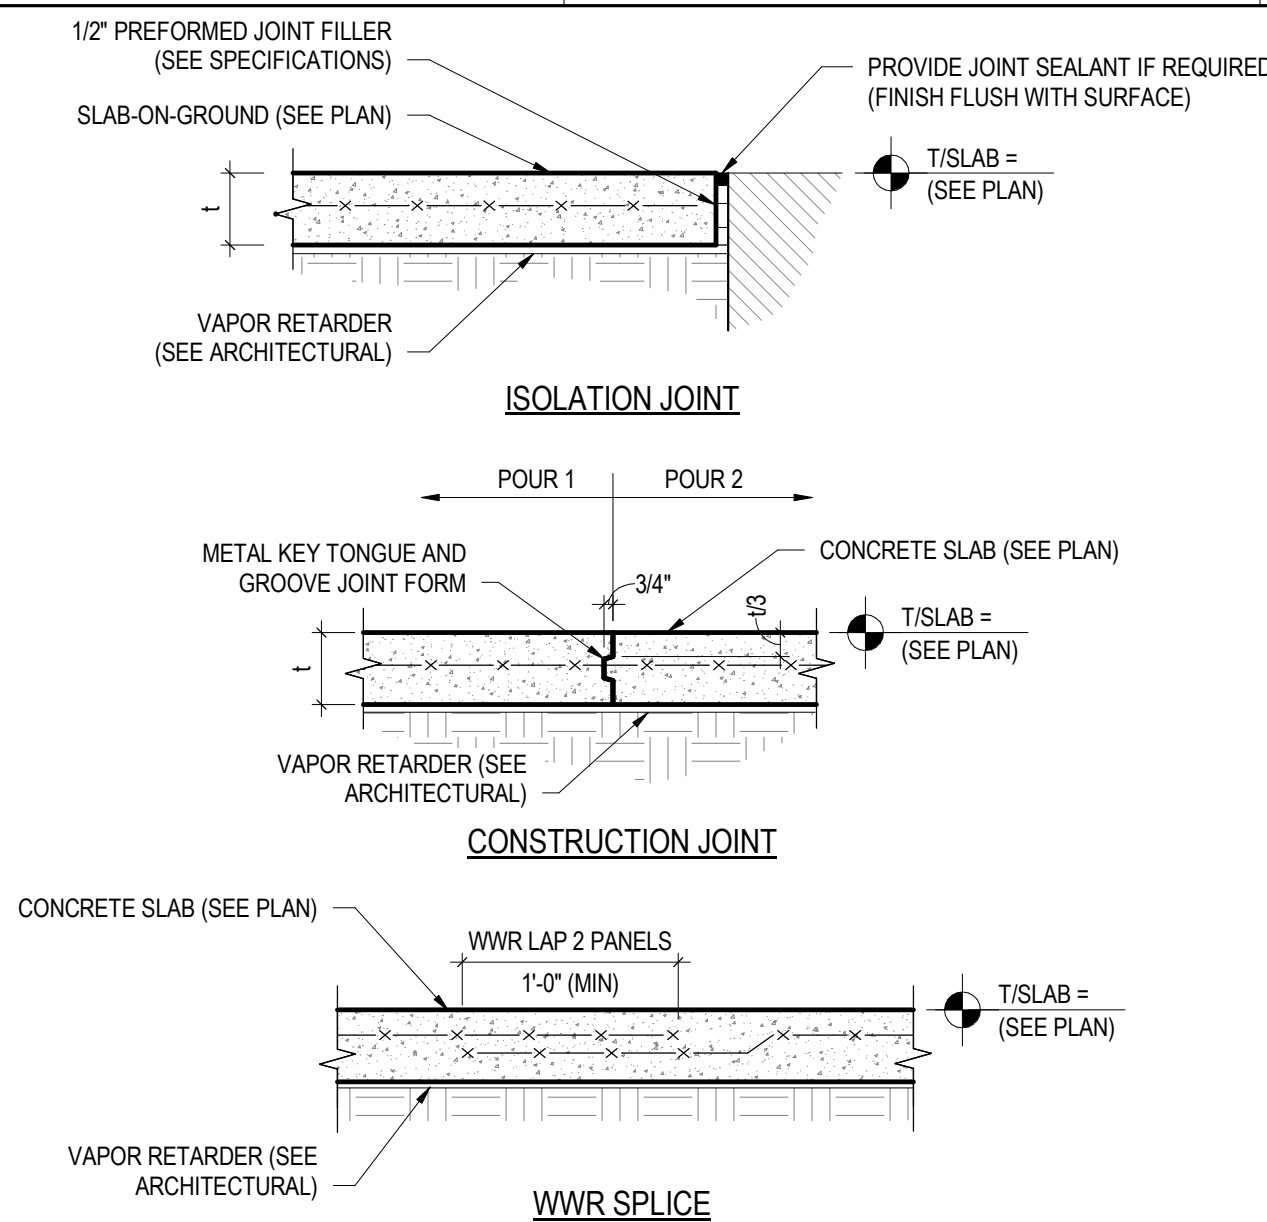 1/2" PREFORMED JOINT FILLER
(SEE SPECIFICATIONS)
SLAB-ON-GROUND (SEE PLAN)
PROVIDE JOINT SEALANT IF REQUIRED
(FINISH FLUSH WITH SURFACE)
T/SLAB =
(SEE PLAN)
t
VAPOR RETARDER
(SEE ARCHITECTURAL)
ISOLATION JOINT
POUR 1
POUR 2
METAL KEY TONGUE AND
GROOVE JOINT FORM
3/4"
CONCRETE SLAB (SEE PLAN)
t/3
T/SLAB =
(SEE PLAN)
t
VAPOR RETARDER (SEE
ARCHITECTURAL)
CONSTRUCTION JOINT
CONCRETE SLAB (SEE PLAN)
WWR LAP 2 PANELS
1'-0" (MIN)
T/SLAB =
(SEE PLAN)
VAPOR RETARDER (SEE
ARCHITECTURAL)
WWR SPLICE